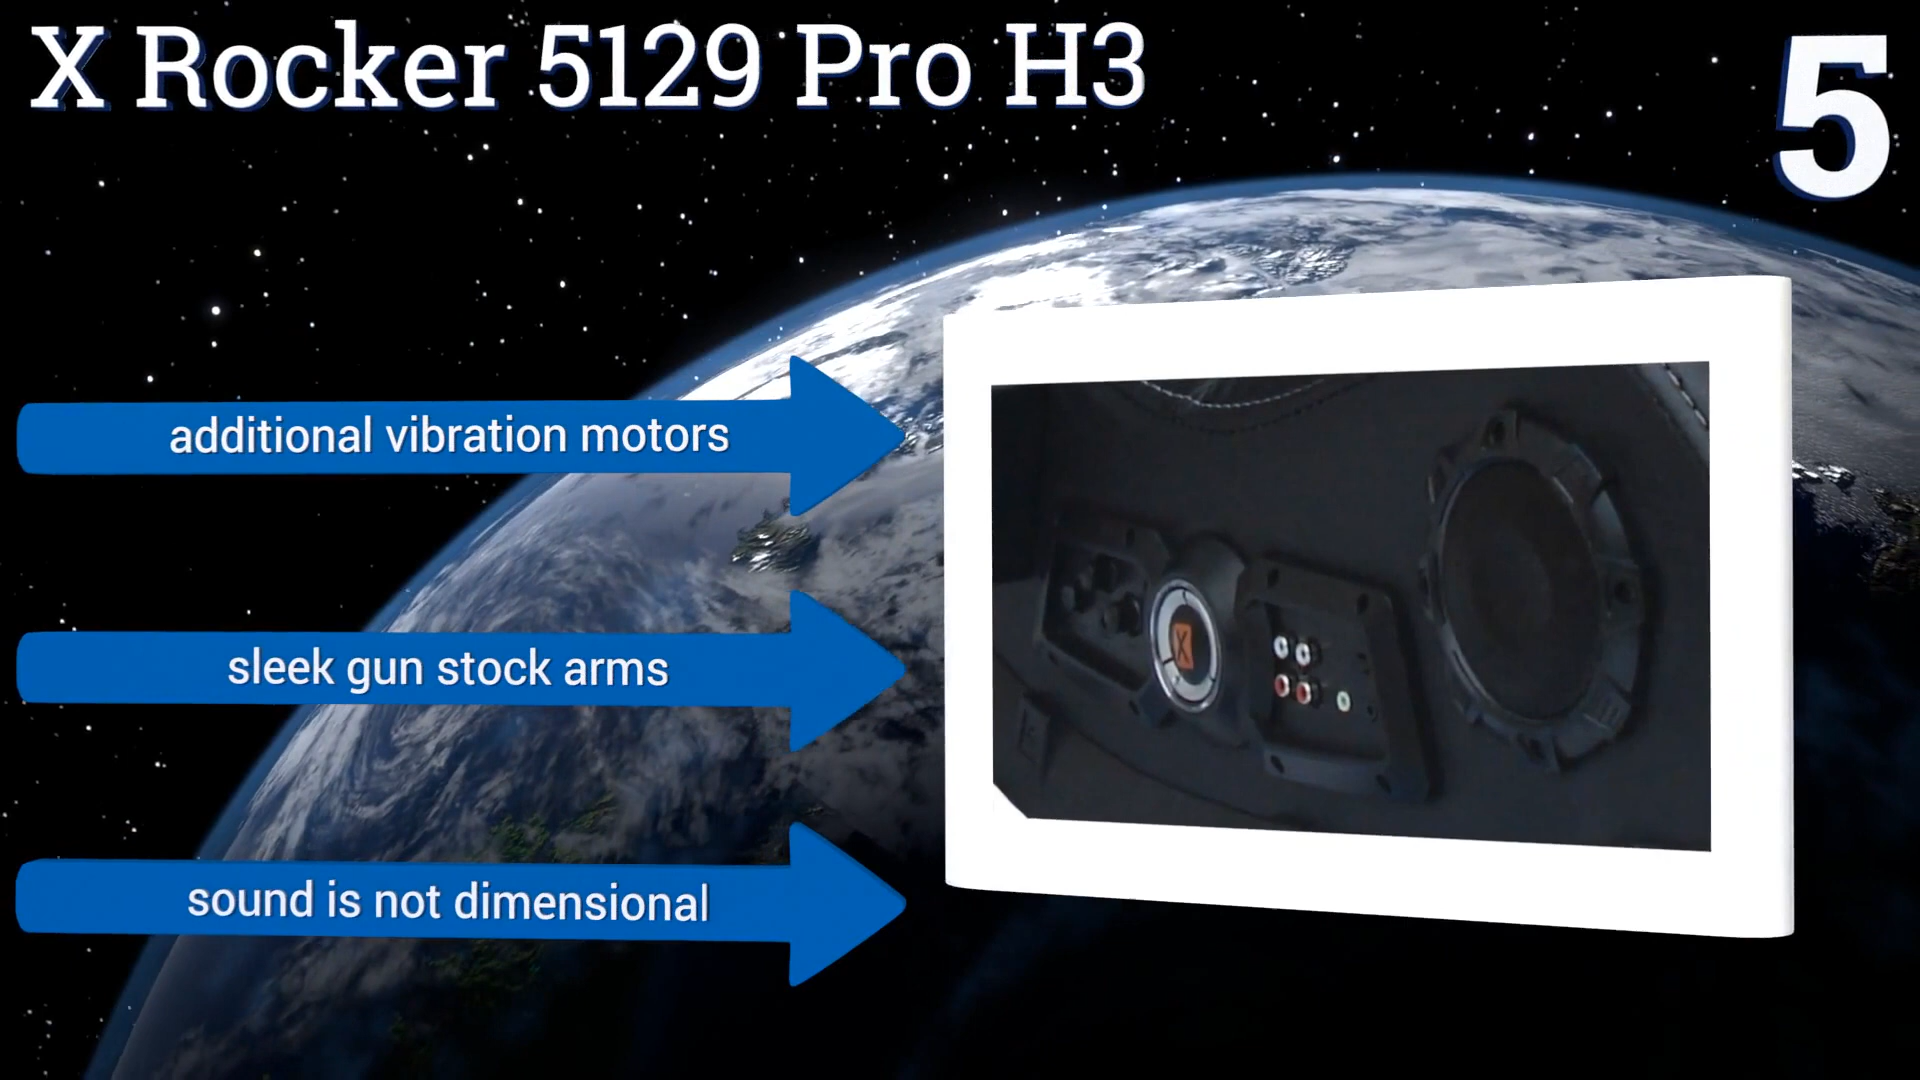 X Rocker 5129 Pro H3
5
additional vibration motors
sleek gun stock arms
X
sound is not dimensional